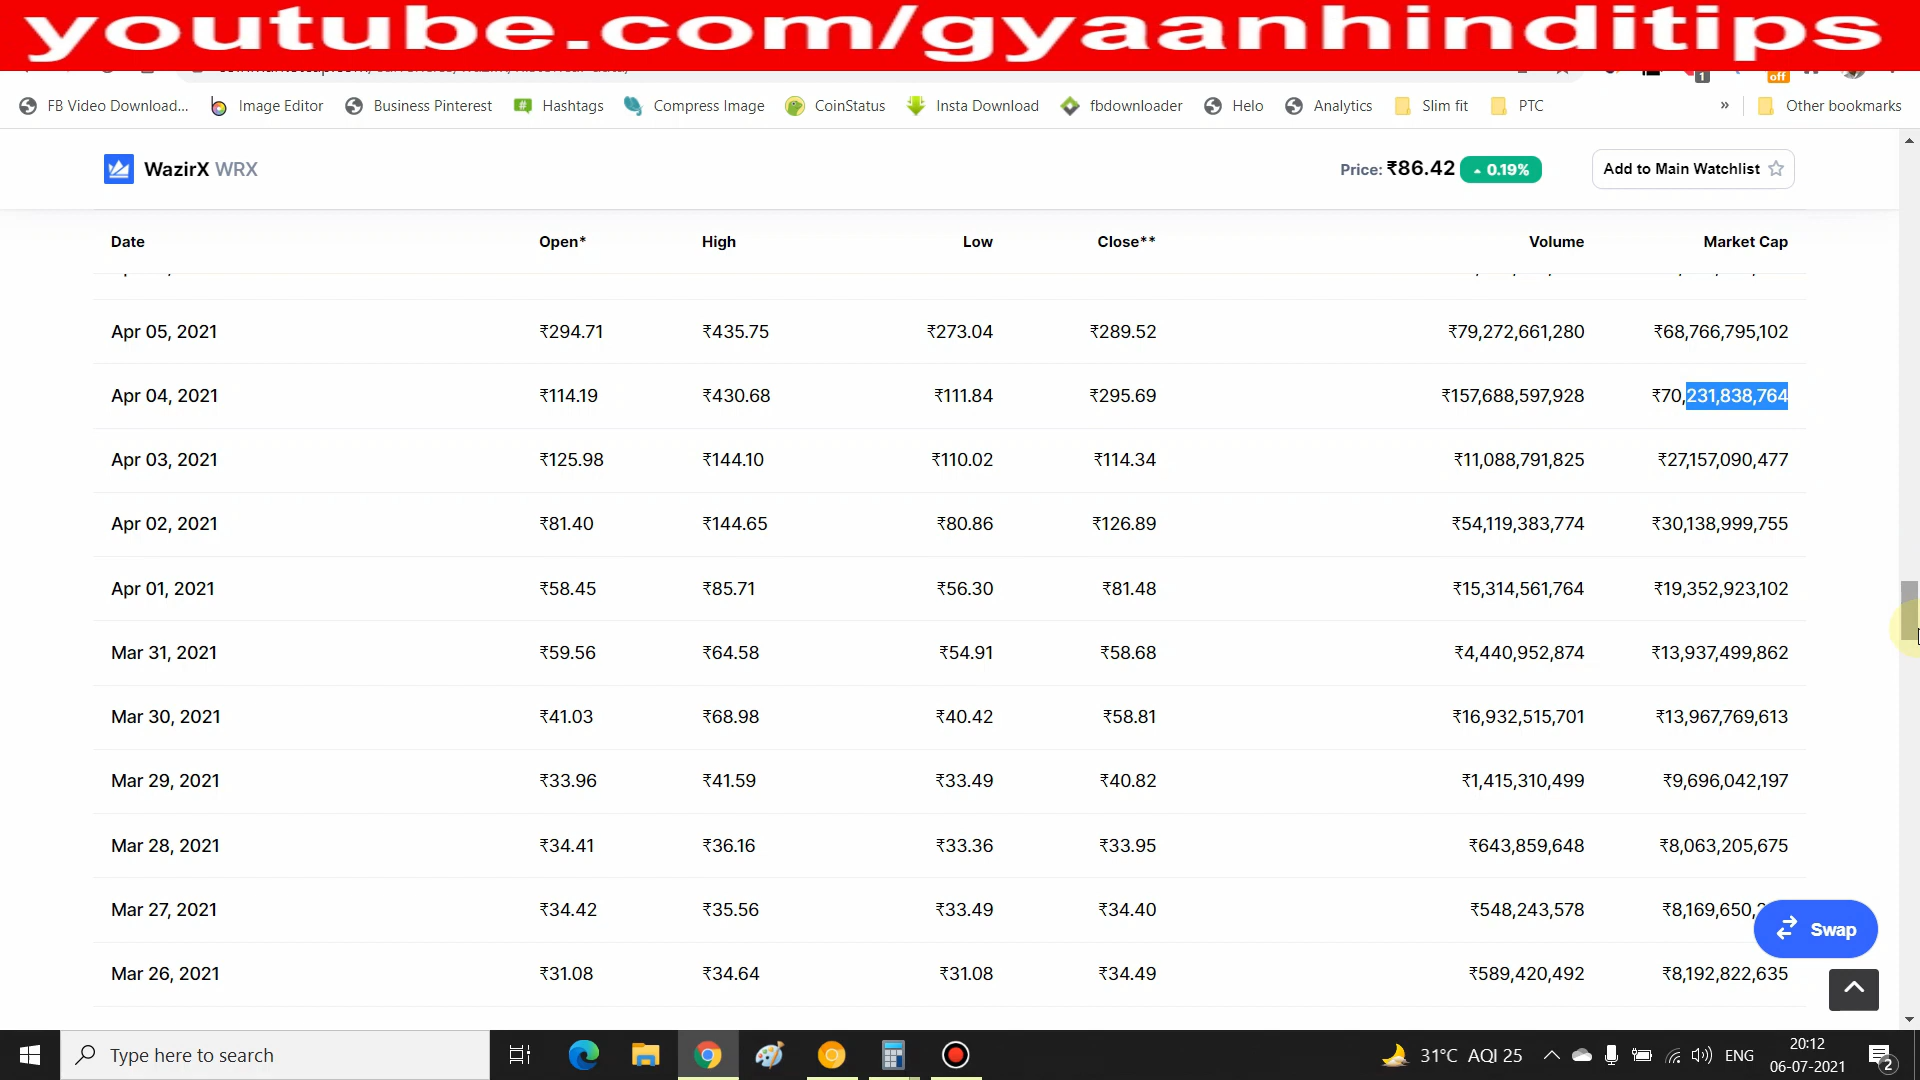 youtube.com/gyaanhinditips
FB Video Download... Image Editor Business Pinterest Hashtags Compress Image CoinStatus Insta Download fbdownloader Helo Analytics Slim fit PTC » Other bookmarks
WazirX WRX Price: ₹86.42 0.19% Add to Main Watchlist
Date Open* High Low Close** Volume Market Cap
Apr 05, 2021 ₹294.71 ₹435.75 ₹273.04 ₹289.52 ₹79,272,661,280 ₹68,766,795,102
Apr 04, 2021 ₹114.19 ₹430.68 ₹111.84 ₹295.69 ₹157,688,597,928 ₹70,231,838,764
Apr 03, 2021 ₹125.98 ₹144.10 ₹110.02 ₹114.34 ₹11,088,791,825 ₹27,157,090,477
Apr 02, 2021 ₹81.40 ₹144.65 ₹80.86 ₹126.89 ₹54,119,383,774 ₹30,138,999,755
Apr 01, 2021 ₹58.45 ₹85.71 ₹56.30 ₹81.48 ₹15,314,561,764 ₹19,352,923,102
Mar 31, 2021 ₹59.56 ₹64.58 ₹54.91 ₹58.68 ₹4,440,952,874 ₹13,937,499,862
Mar 30, 2021 ₹41.03 ₹68.98 ₹40.42 ₹58.81 ₹16,932,515,701 ₹13,967,769,613
Mar 29, 2021 ₹33.96 ₹41.59 ₹33.49 ₹40.82 ₹1,415,310,499 ₹9,696,042,197
Mar 28, 2021 ₹34.41 ₹36.16 ₹33.36 ₹33.95 ₹643,859,648 ₹8,063,205,675
Mar 27, 2021 ₹34.42 ₹35.56 ₹33.49 ₹34.40 ₹548,243,578 ₹8,169,650,
Swap
Mar 26, 2021 ₹31.08 ₹34.64 ₹31.08 ₹34.49 ₹589,420,492 ₹8,192,822,635
Type here to search 31°C AQI 25 ENG 20:12
06-07-2021 2